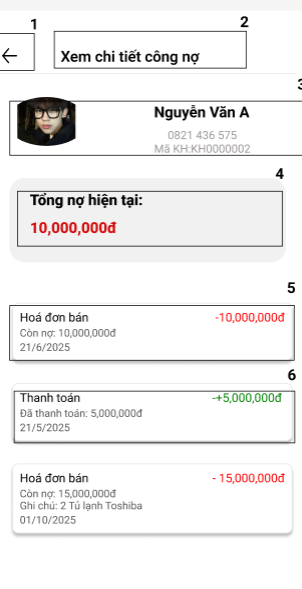 1
2
Xem chi tiết công nợ
3
Nguyễn Văn A
0821 436 575
Mã KH:KH0000002
4
Tổng nợ hiện tại:
10,000,000đ
5
Hoá đơn bán -10,000,000đ
Còn nợ: 10,000,000đ
21/6/2025
6
Thanh toán -+5,000,000đ
Đã thanh toán: 5,000,000đ
21/5/2025
Hoá đơn bán - 15,000,000đ
Còn nợ: 15,000,000đ
Ghi chú: 2 Tủ lạnh Toshiba
01/10/2025